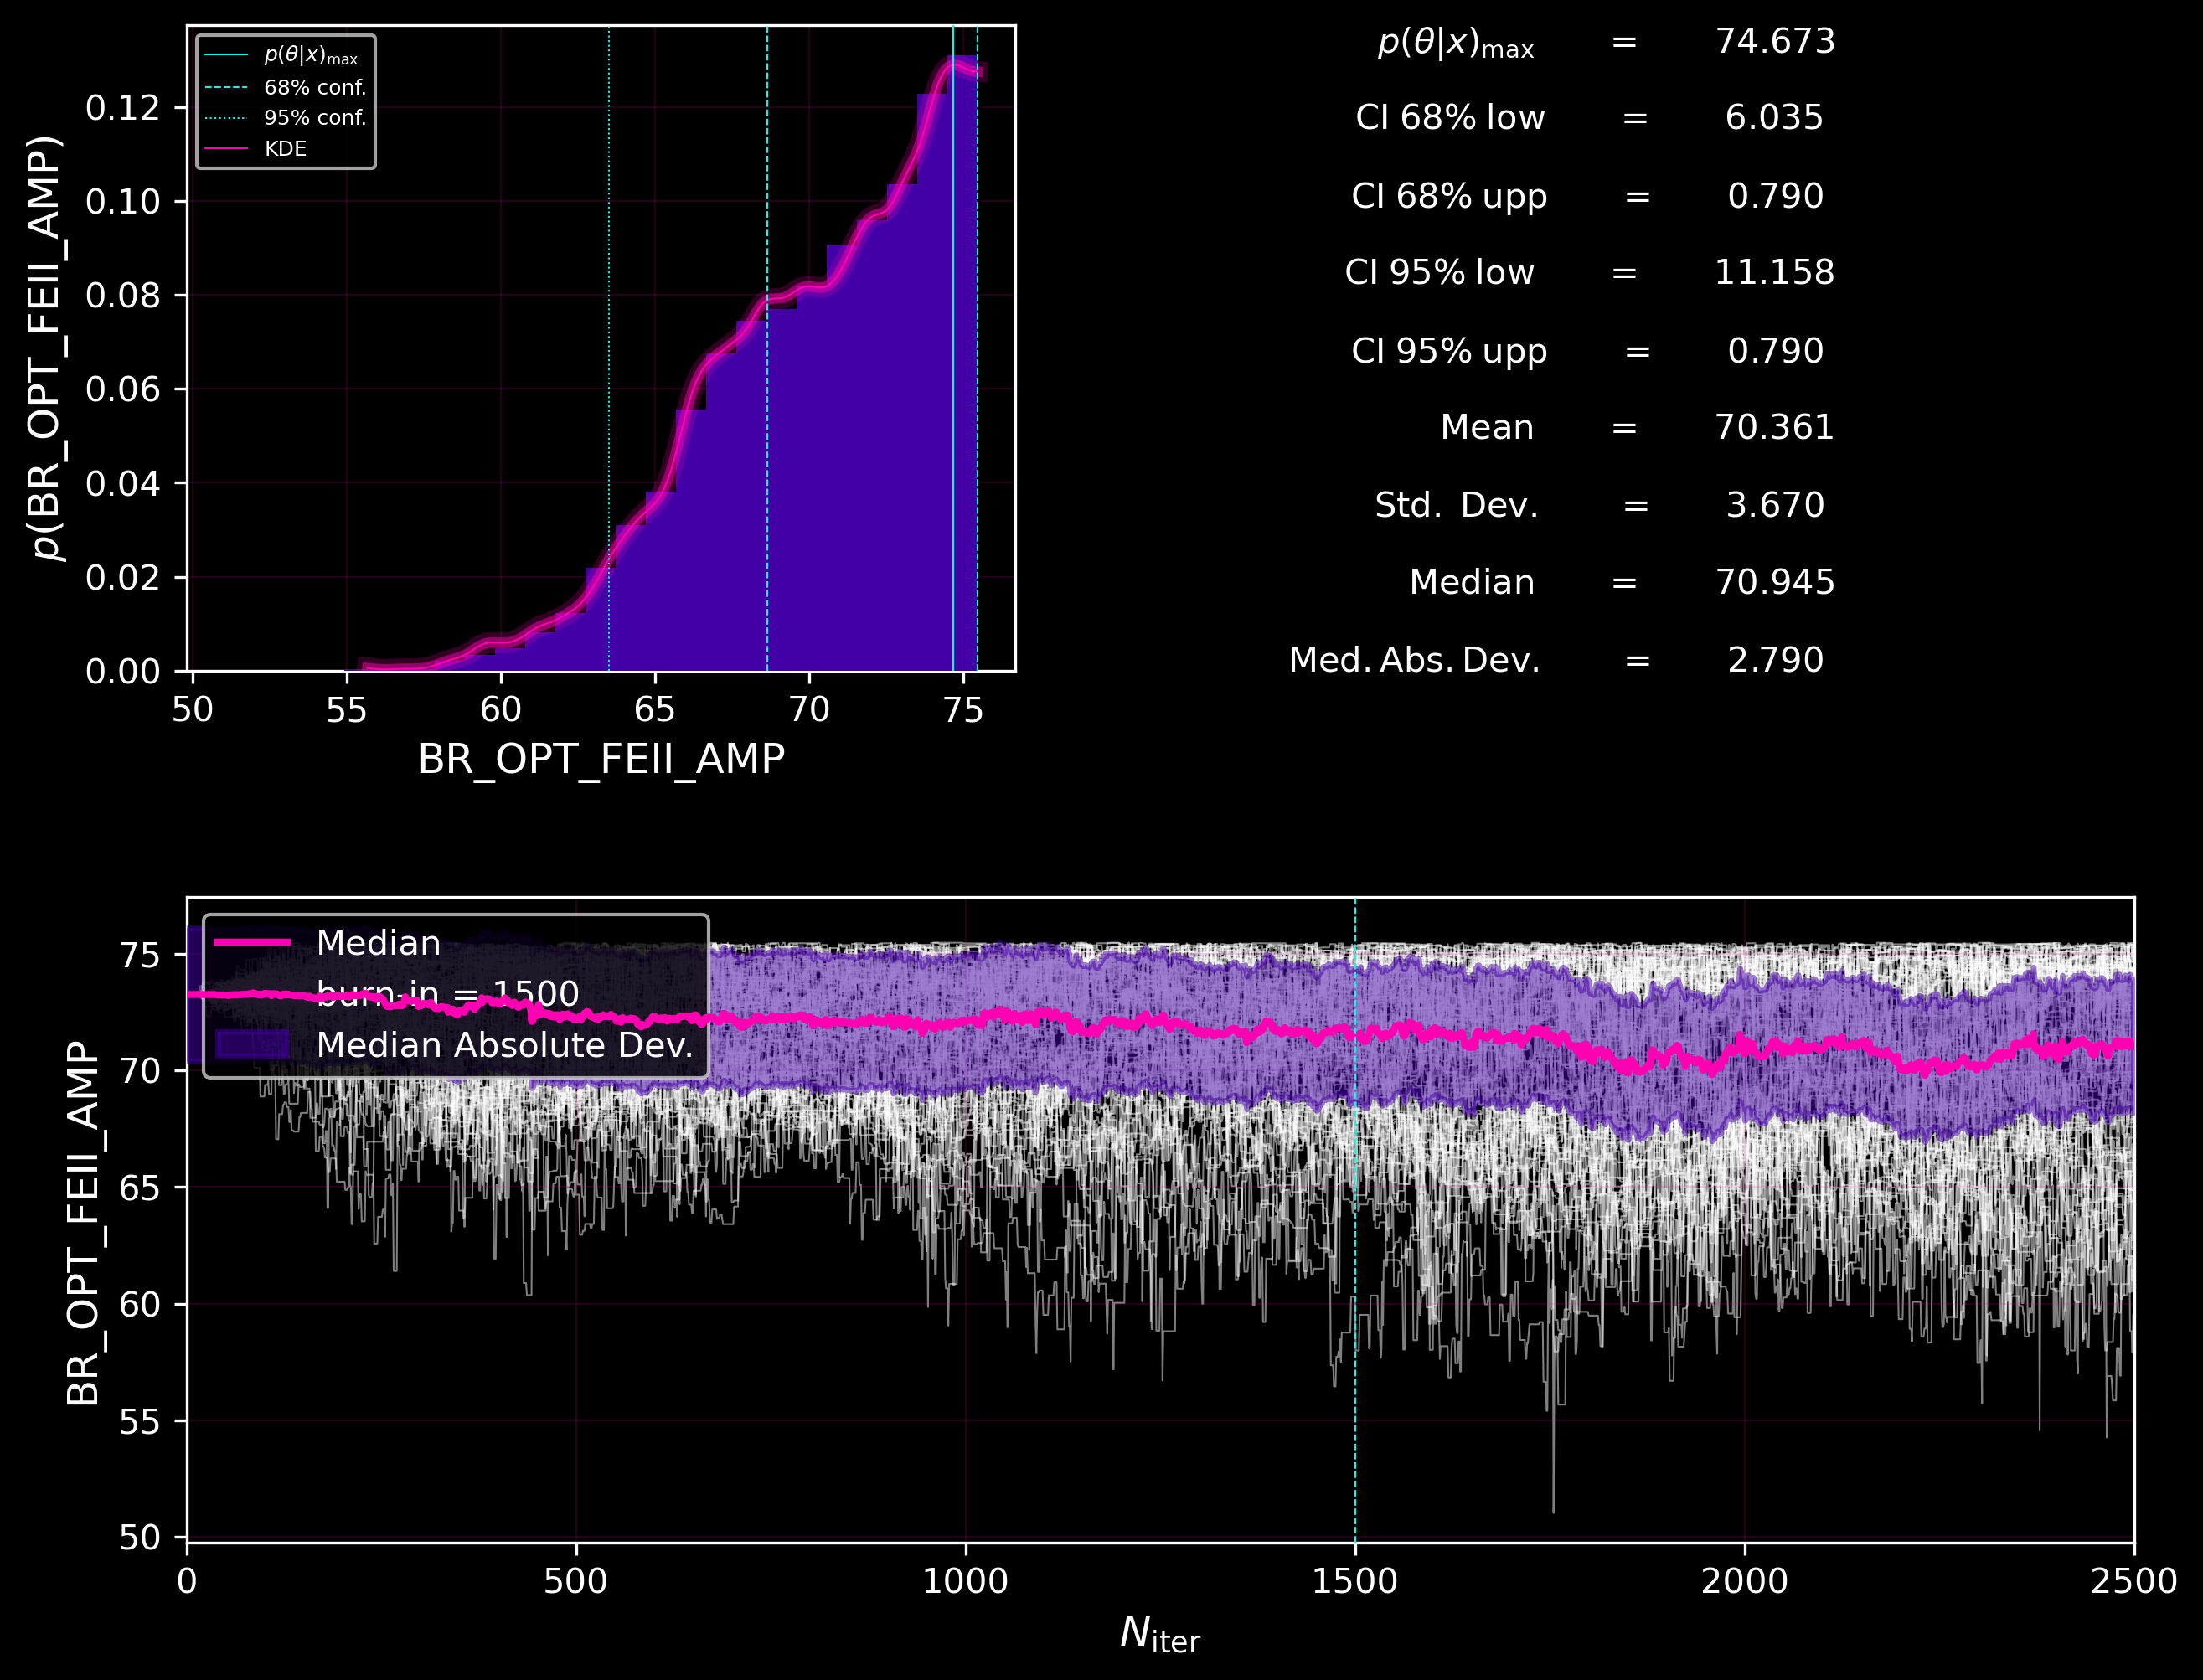 p(θ|x)max
68% conf.
95% conf.
KDE
0.12
0.10
0.08
0.06
0.04
0.02
0.00
p(BR_OPT_FEII_AMP)
50 55 60 65 70 75
BR_OPT_FEII_AMP
p(θ|x)max = 74.673
CI 68% low = 6.035
CI 68% upp = 0.790
CI 95% low = 11.158
CI 95% upp = 0.790
Mean = 70.361
Std. Dev. = 3.670
Median = 70.945
Med. Abs. Dev. = 2.790
Median
burn-in = 1500
Median Absolute Dev.
75
70
65
60
55
50
BR_OPT_FEII_AMP
0 500 1000 1500 2000 2500
Niter